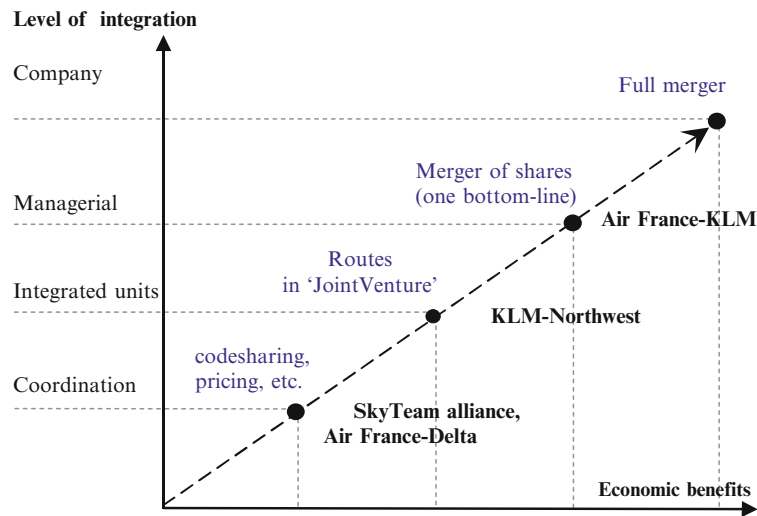 Level of integration
Company
Full merger
Merger of shares
(one bottom-line)
Managerial
Air France-KLM
Routes
in ‘JointVenture’
Integrated units
KLM-Northwest
codesharing,
pricing, etc.
Coordination
SkyTeam alliance,
Air France-Delta
Economic benefits